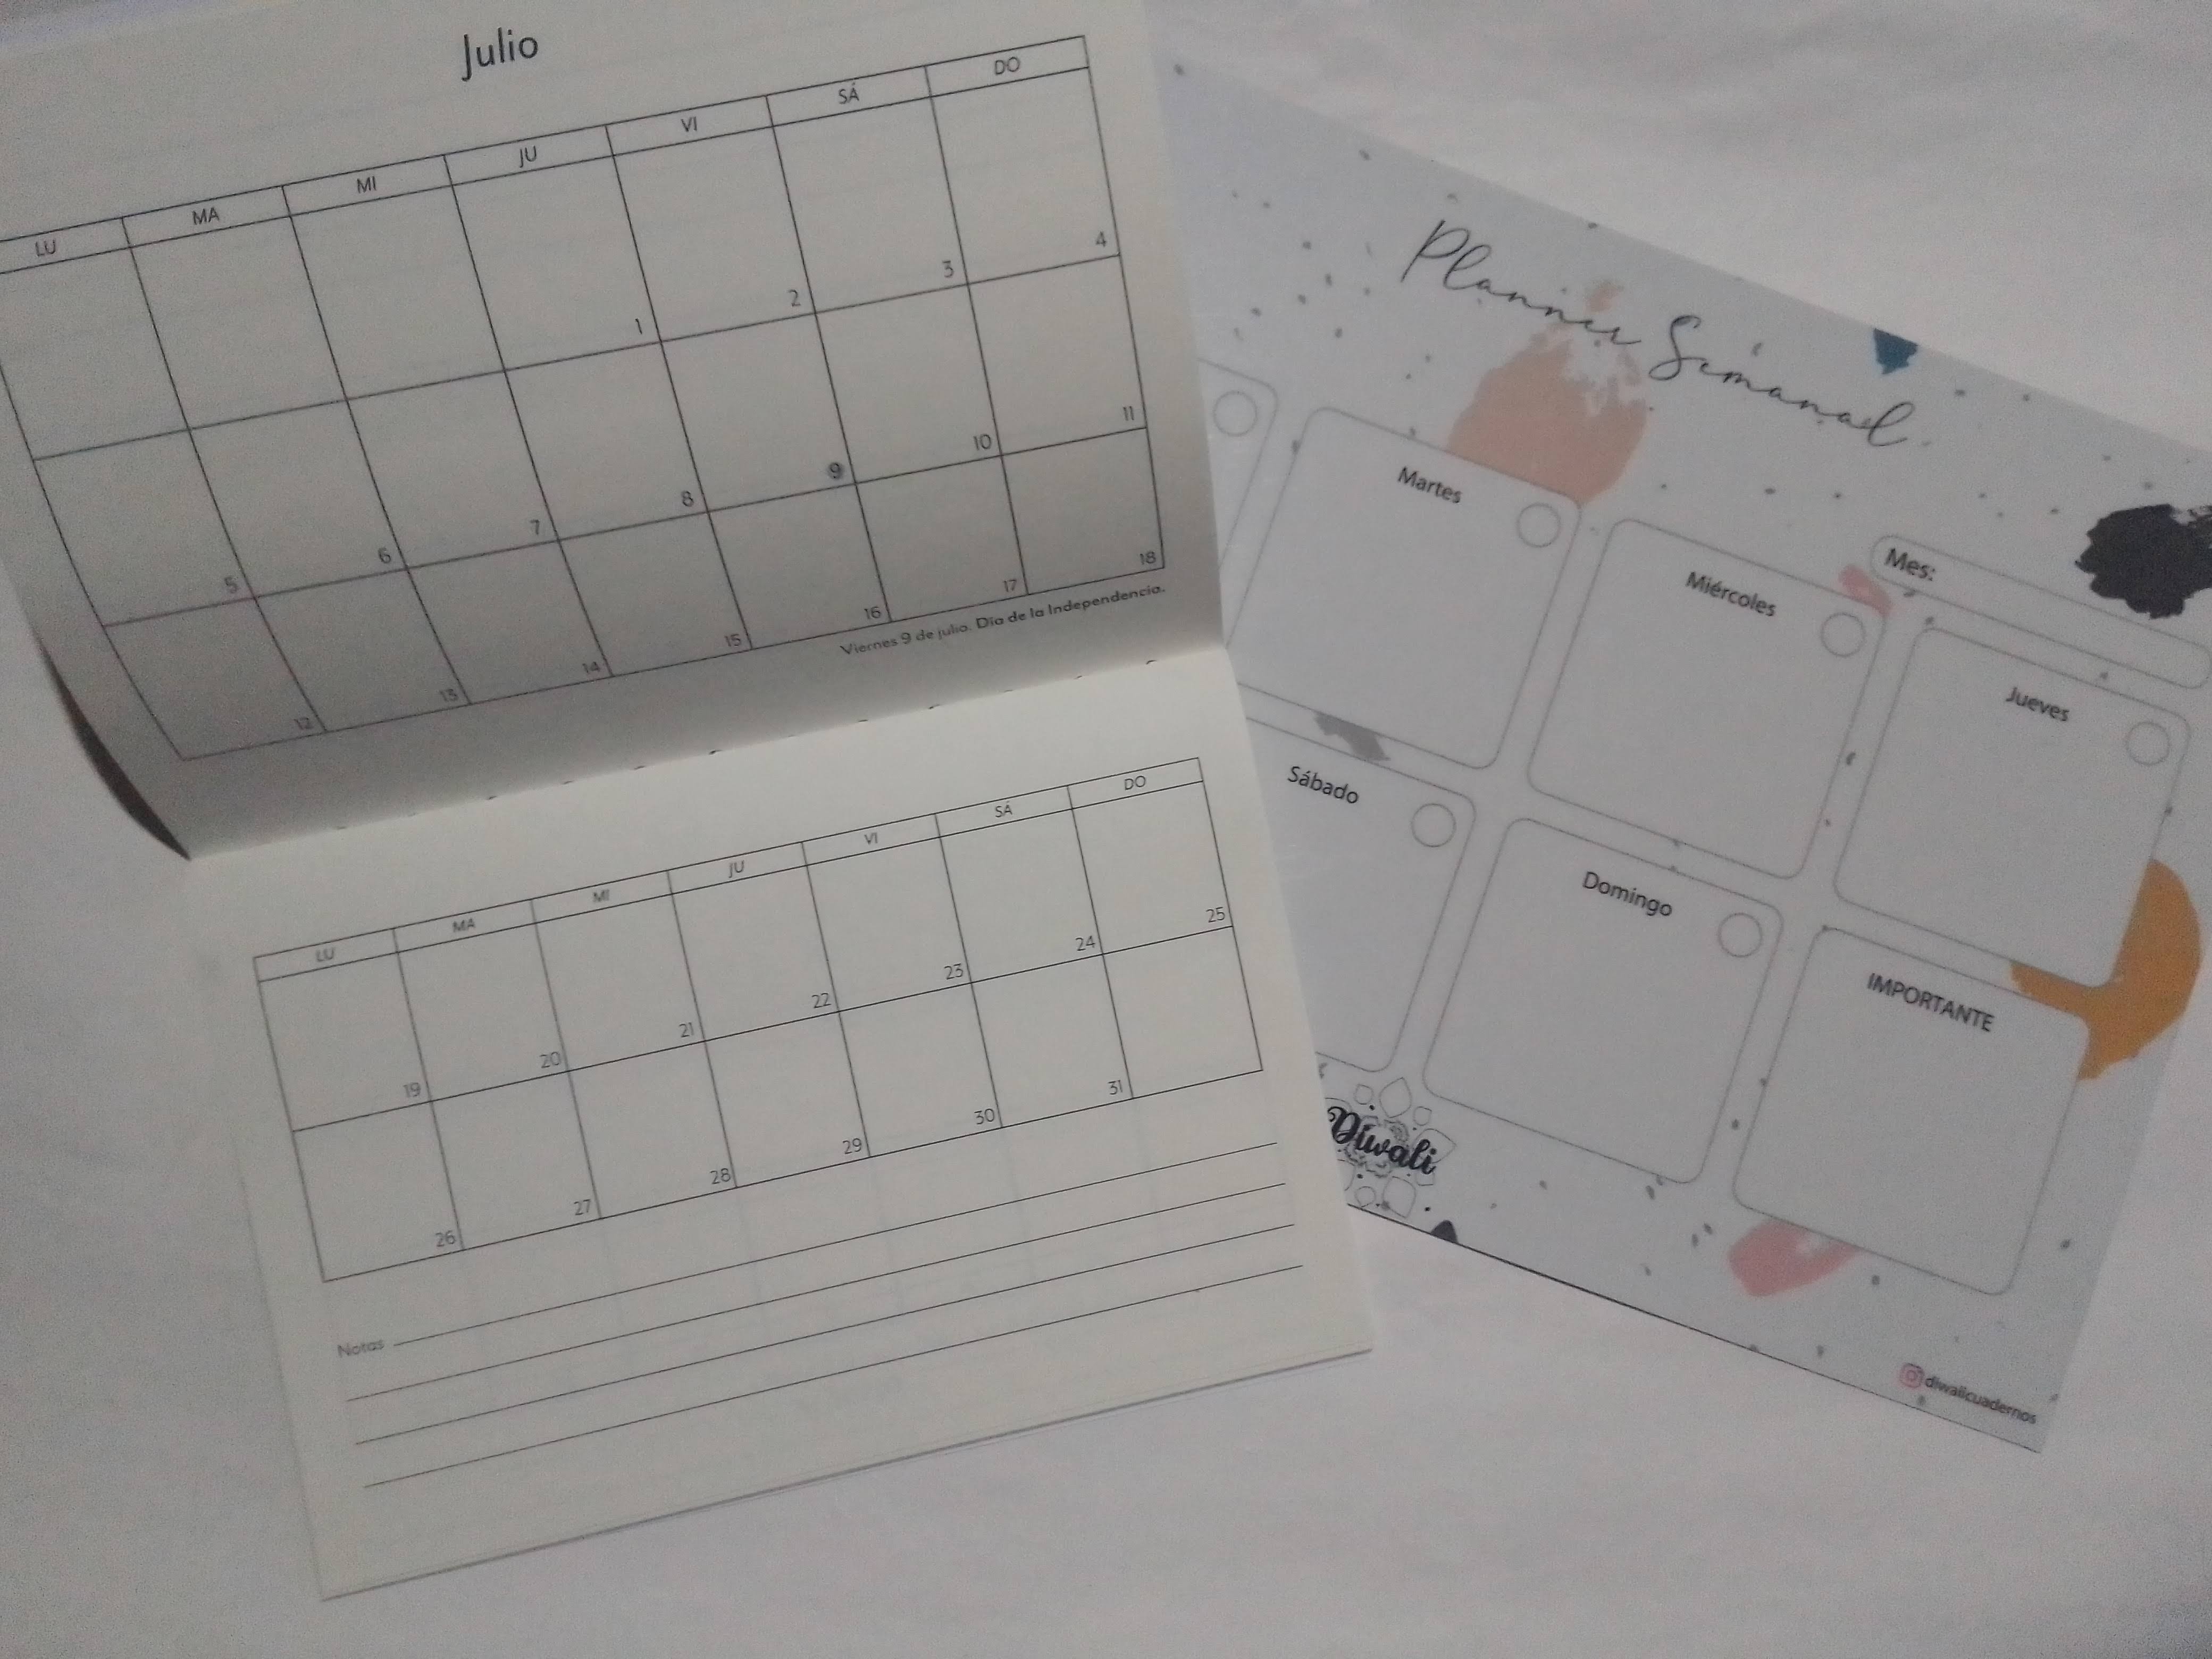 Julio
LU MA MI JU VI SÁ DO
1 2 3 4
5 6 7 8 9 10 11
12 13 14 15 16 17 18
Viernes 9 de julio. Día de la Independencia.
LU MA MI JU VI SÁ DO
19 20 21 22 23 24 25
26 27 28 29 30 31
Notas
Planner Semanal
Mes:
Martes
Miércoles
Jueves
Sábado
Domingo
IMPORTANTE
Diwali
diwalicuadernos